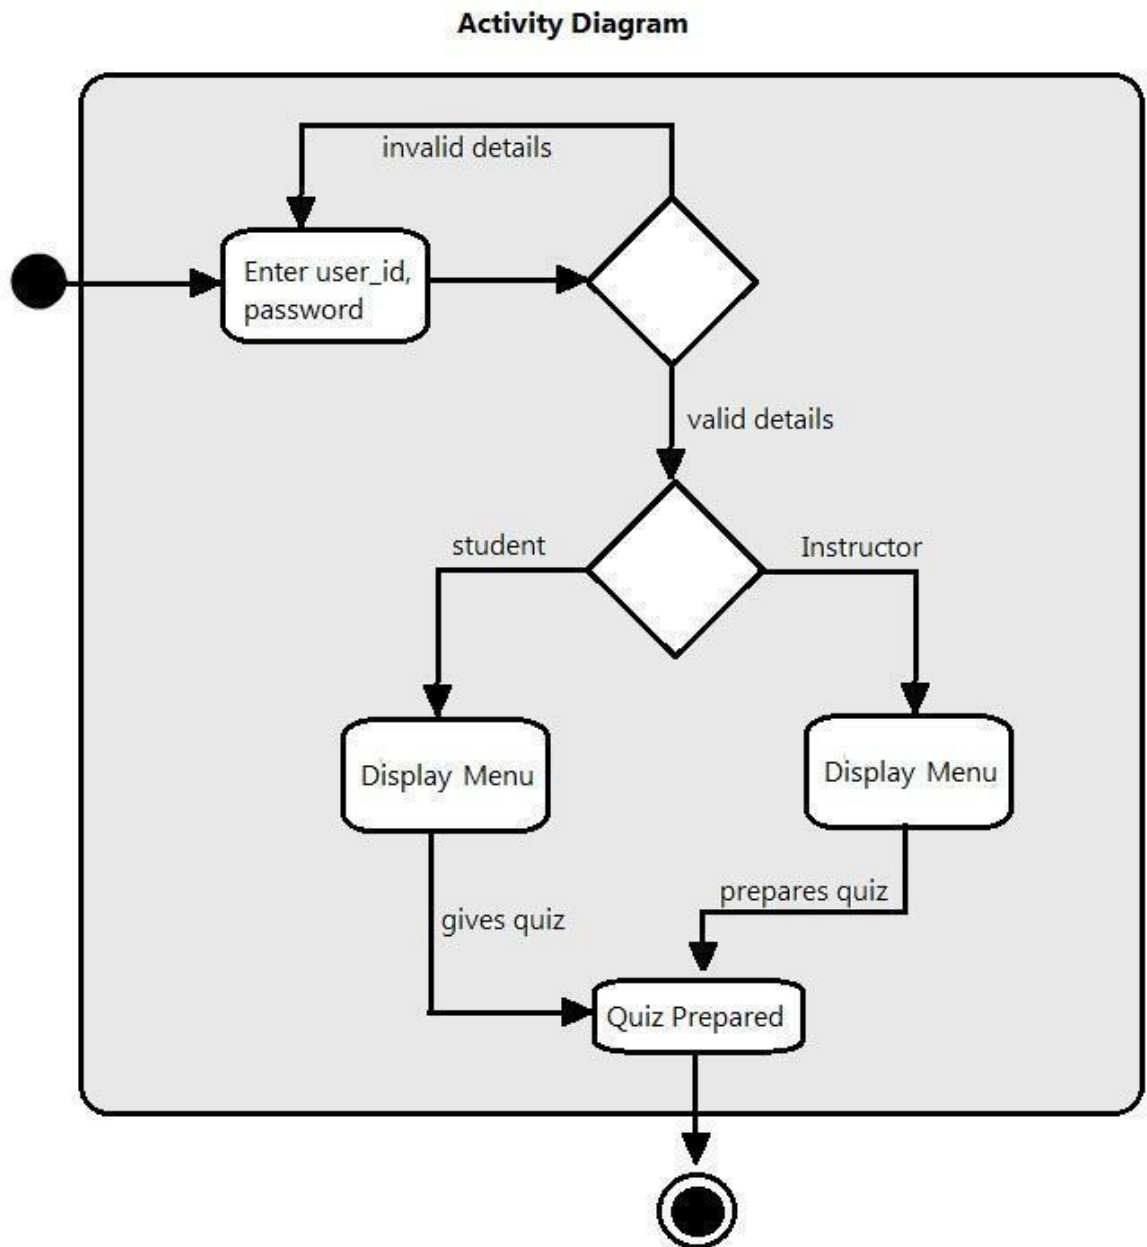 Activity Diagram
invalid details
Enter user_id,
password
valid details
student
Instructor
Display Menu
Display Menu
prepares quiz
gives quiz
Quiz Prepared